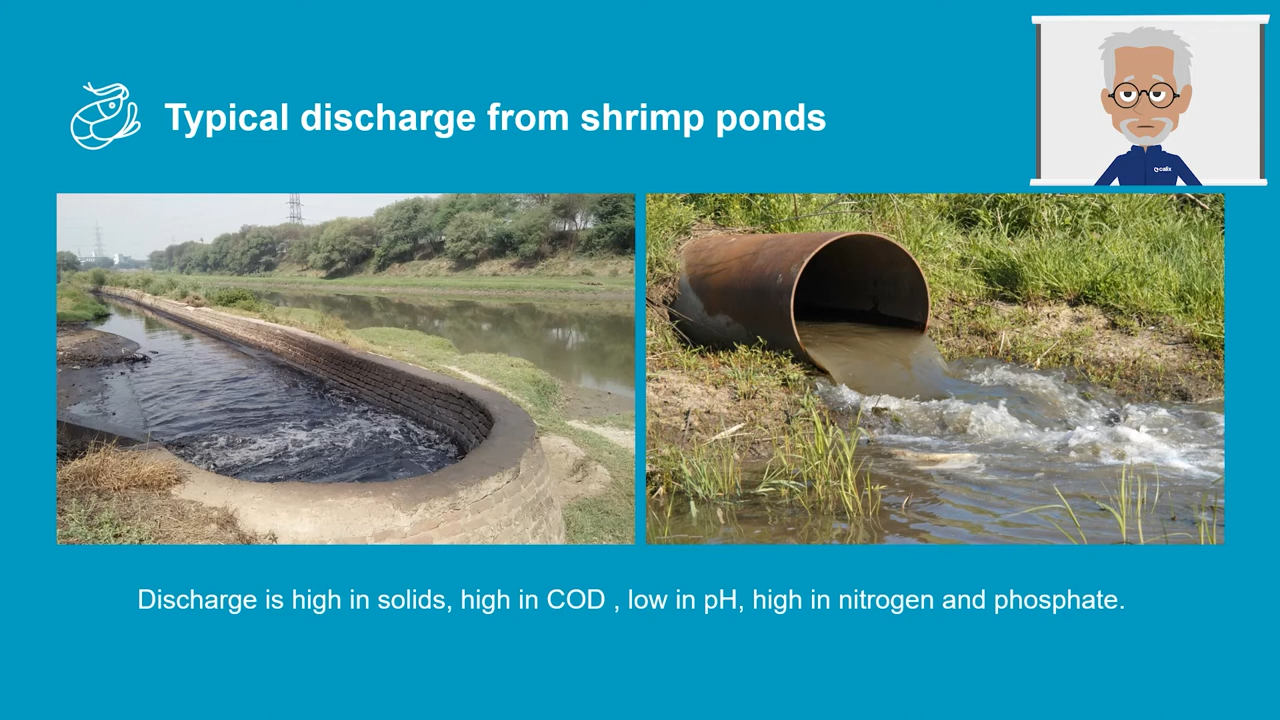 Typical discharge from shrimp ponds
calix
Discharge is high in solids, high in COD , low in pH, high in nitrogen and phosphate.